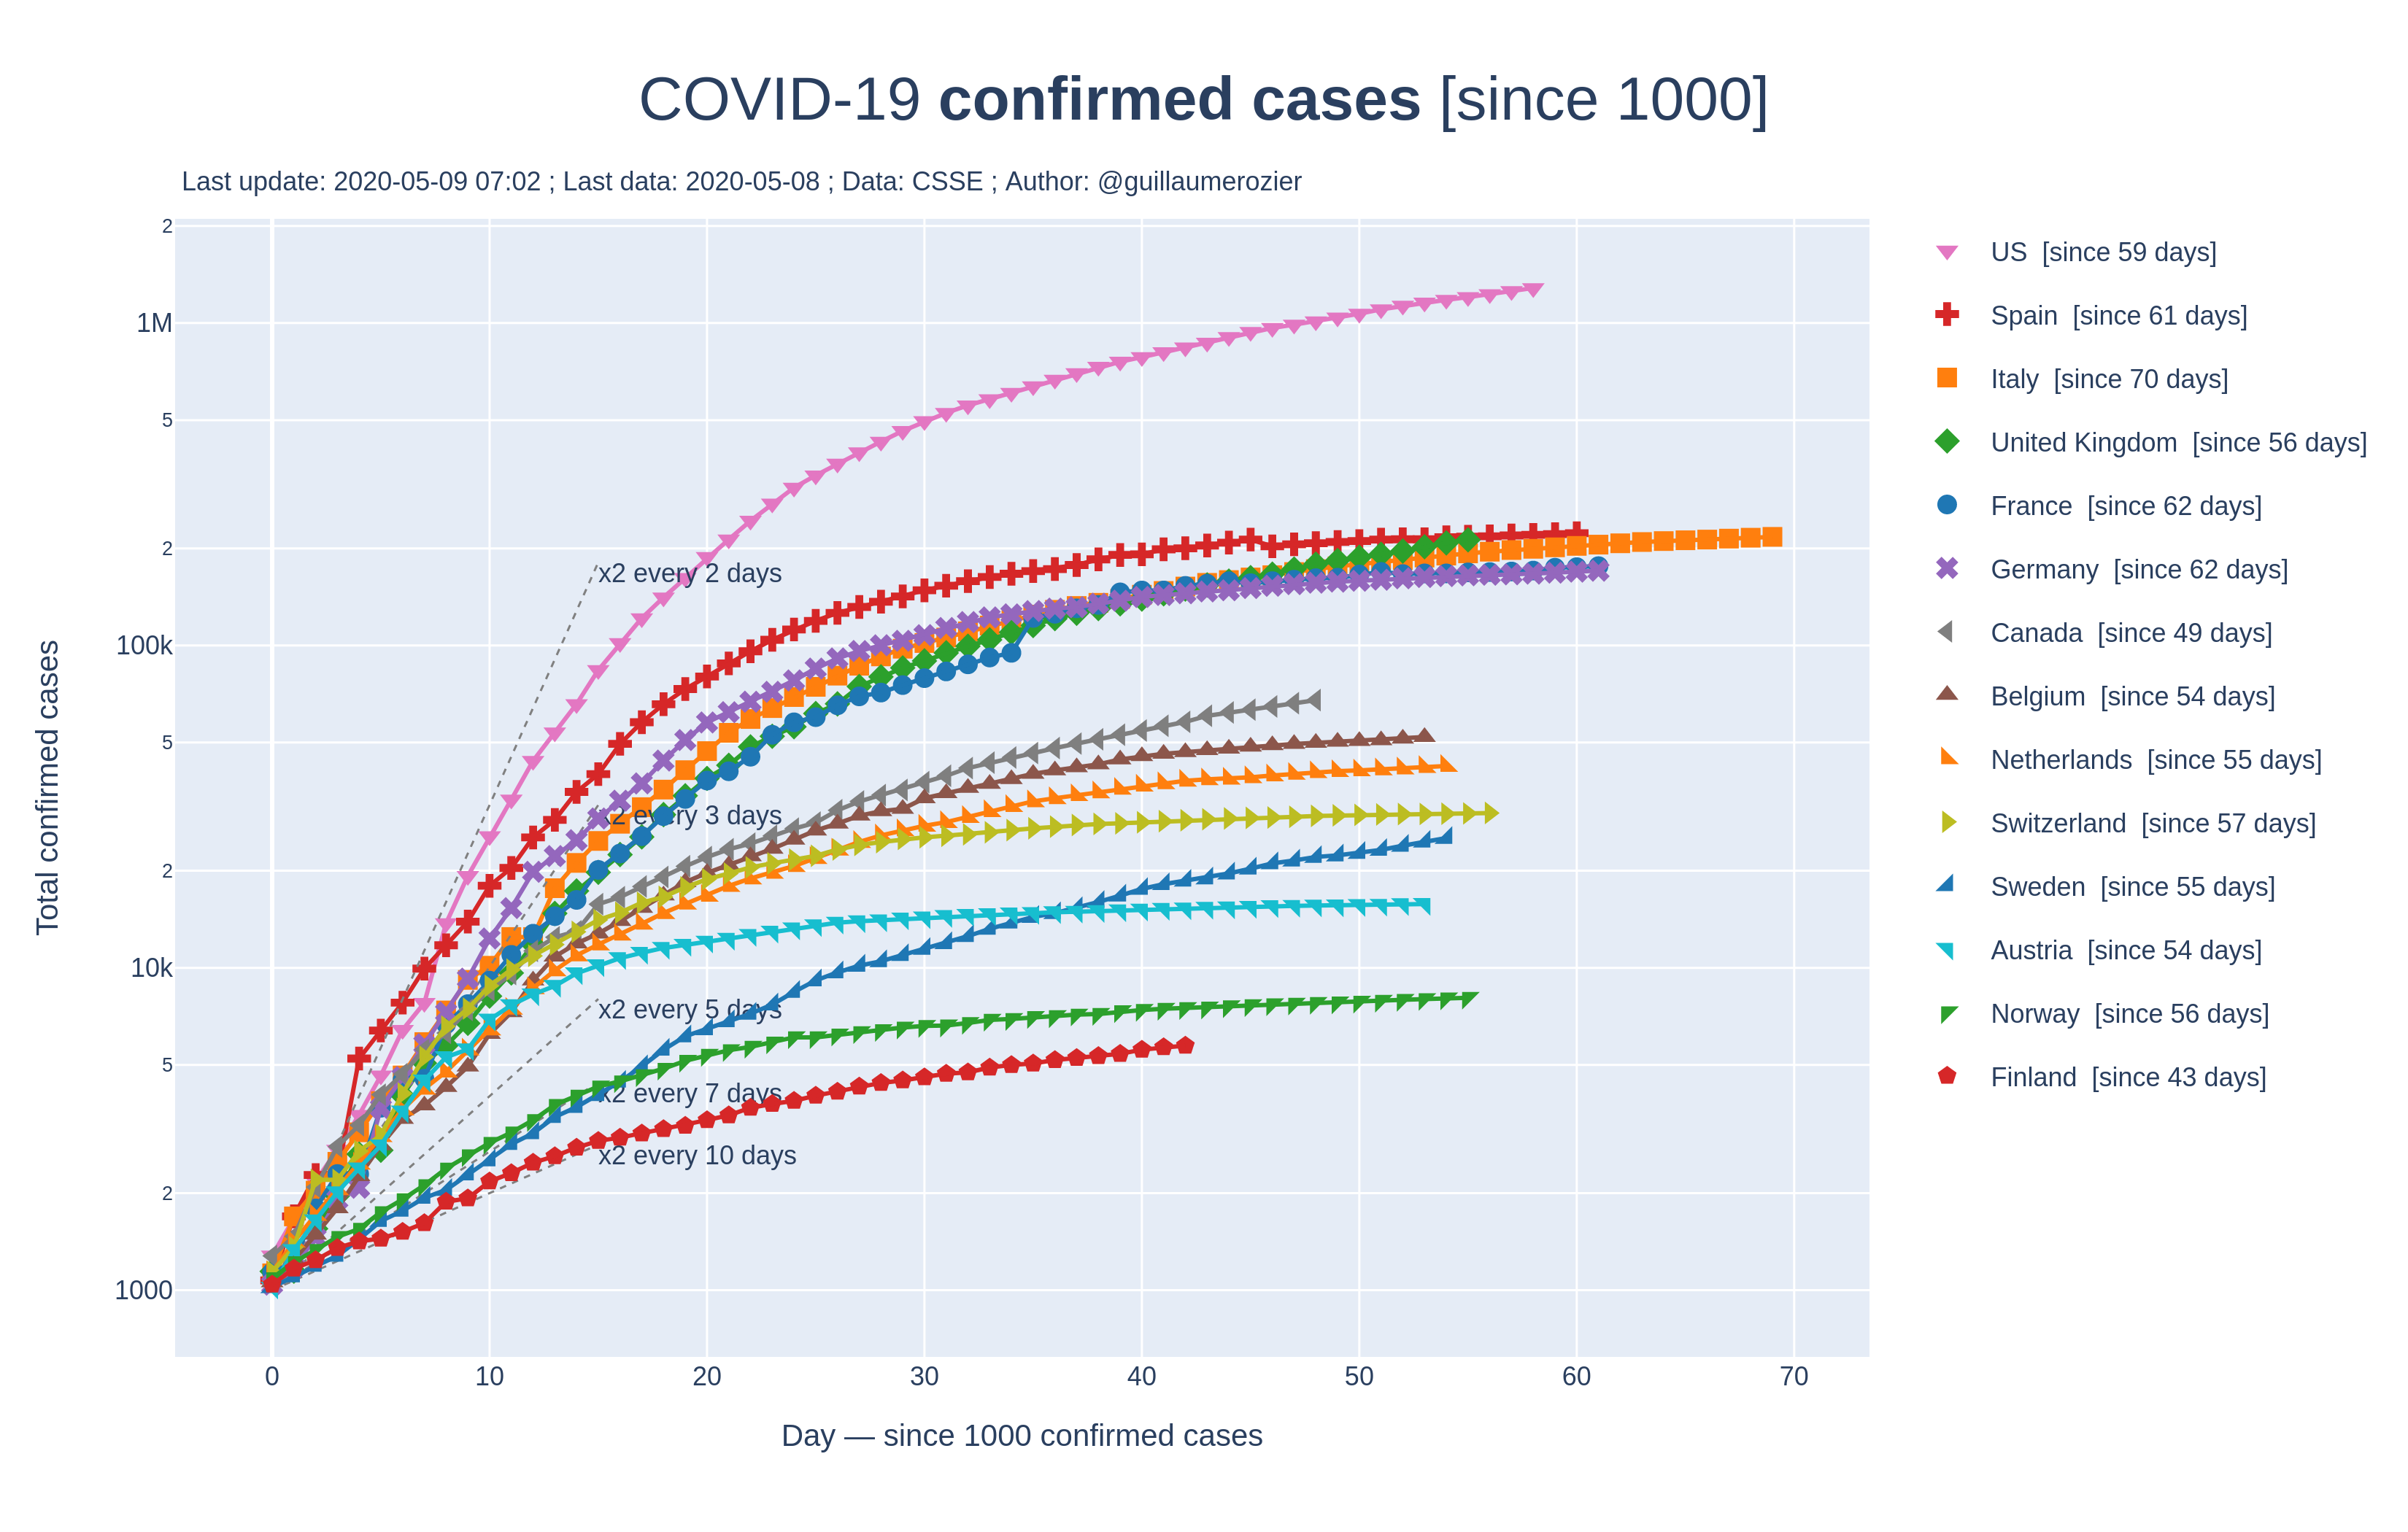 COVID-19 confirmed cases [since 1000]
Last update: 2020-05-09 07:02 ; Last data: 2020-05-08 ; Data: CSSE ; Author: @guillaumerozier
2
1M
5
2
100k
5
2
10k
5
2
1000
Total confirmed cases
x2 every 2 days
x2 every 3 days
x2 every 5 days
x2 every 7 days
x2 every 10 days
0 10 20 30 40 50 60 70
Day — since 1000 confirmed cases
US [since 59 days]
Spain [since 61 days]
Italy [since 70 days]
United Kingdom [since 56 days]
France [since 62 days]
Germany [since 62 days]
Canada [since 49 days]
Belgium [since 54 days]
Netherlands [since 55 days]
Switzerland [since 57 days]
Sweden [since 55 days]
Austria [since 54 days]
Norway [since 56 days]
Finland [since 43 days]